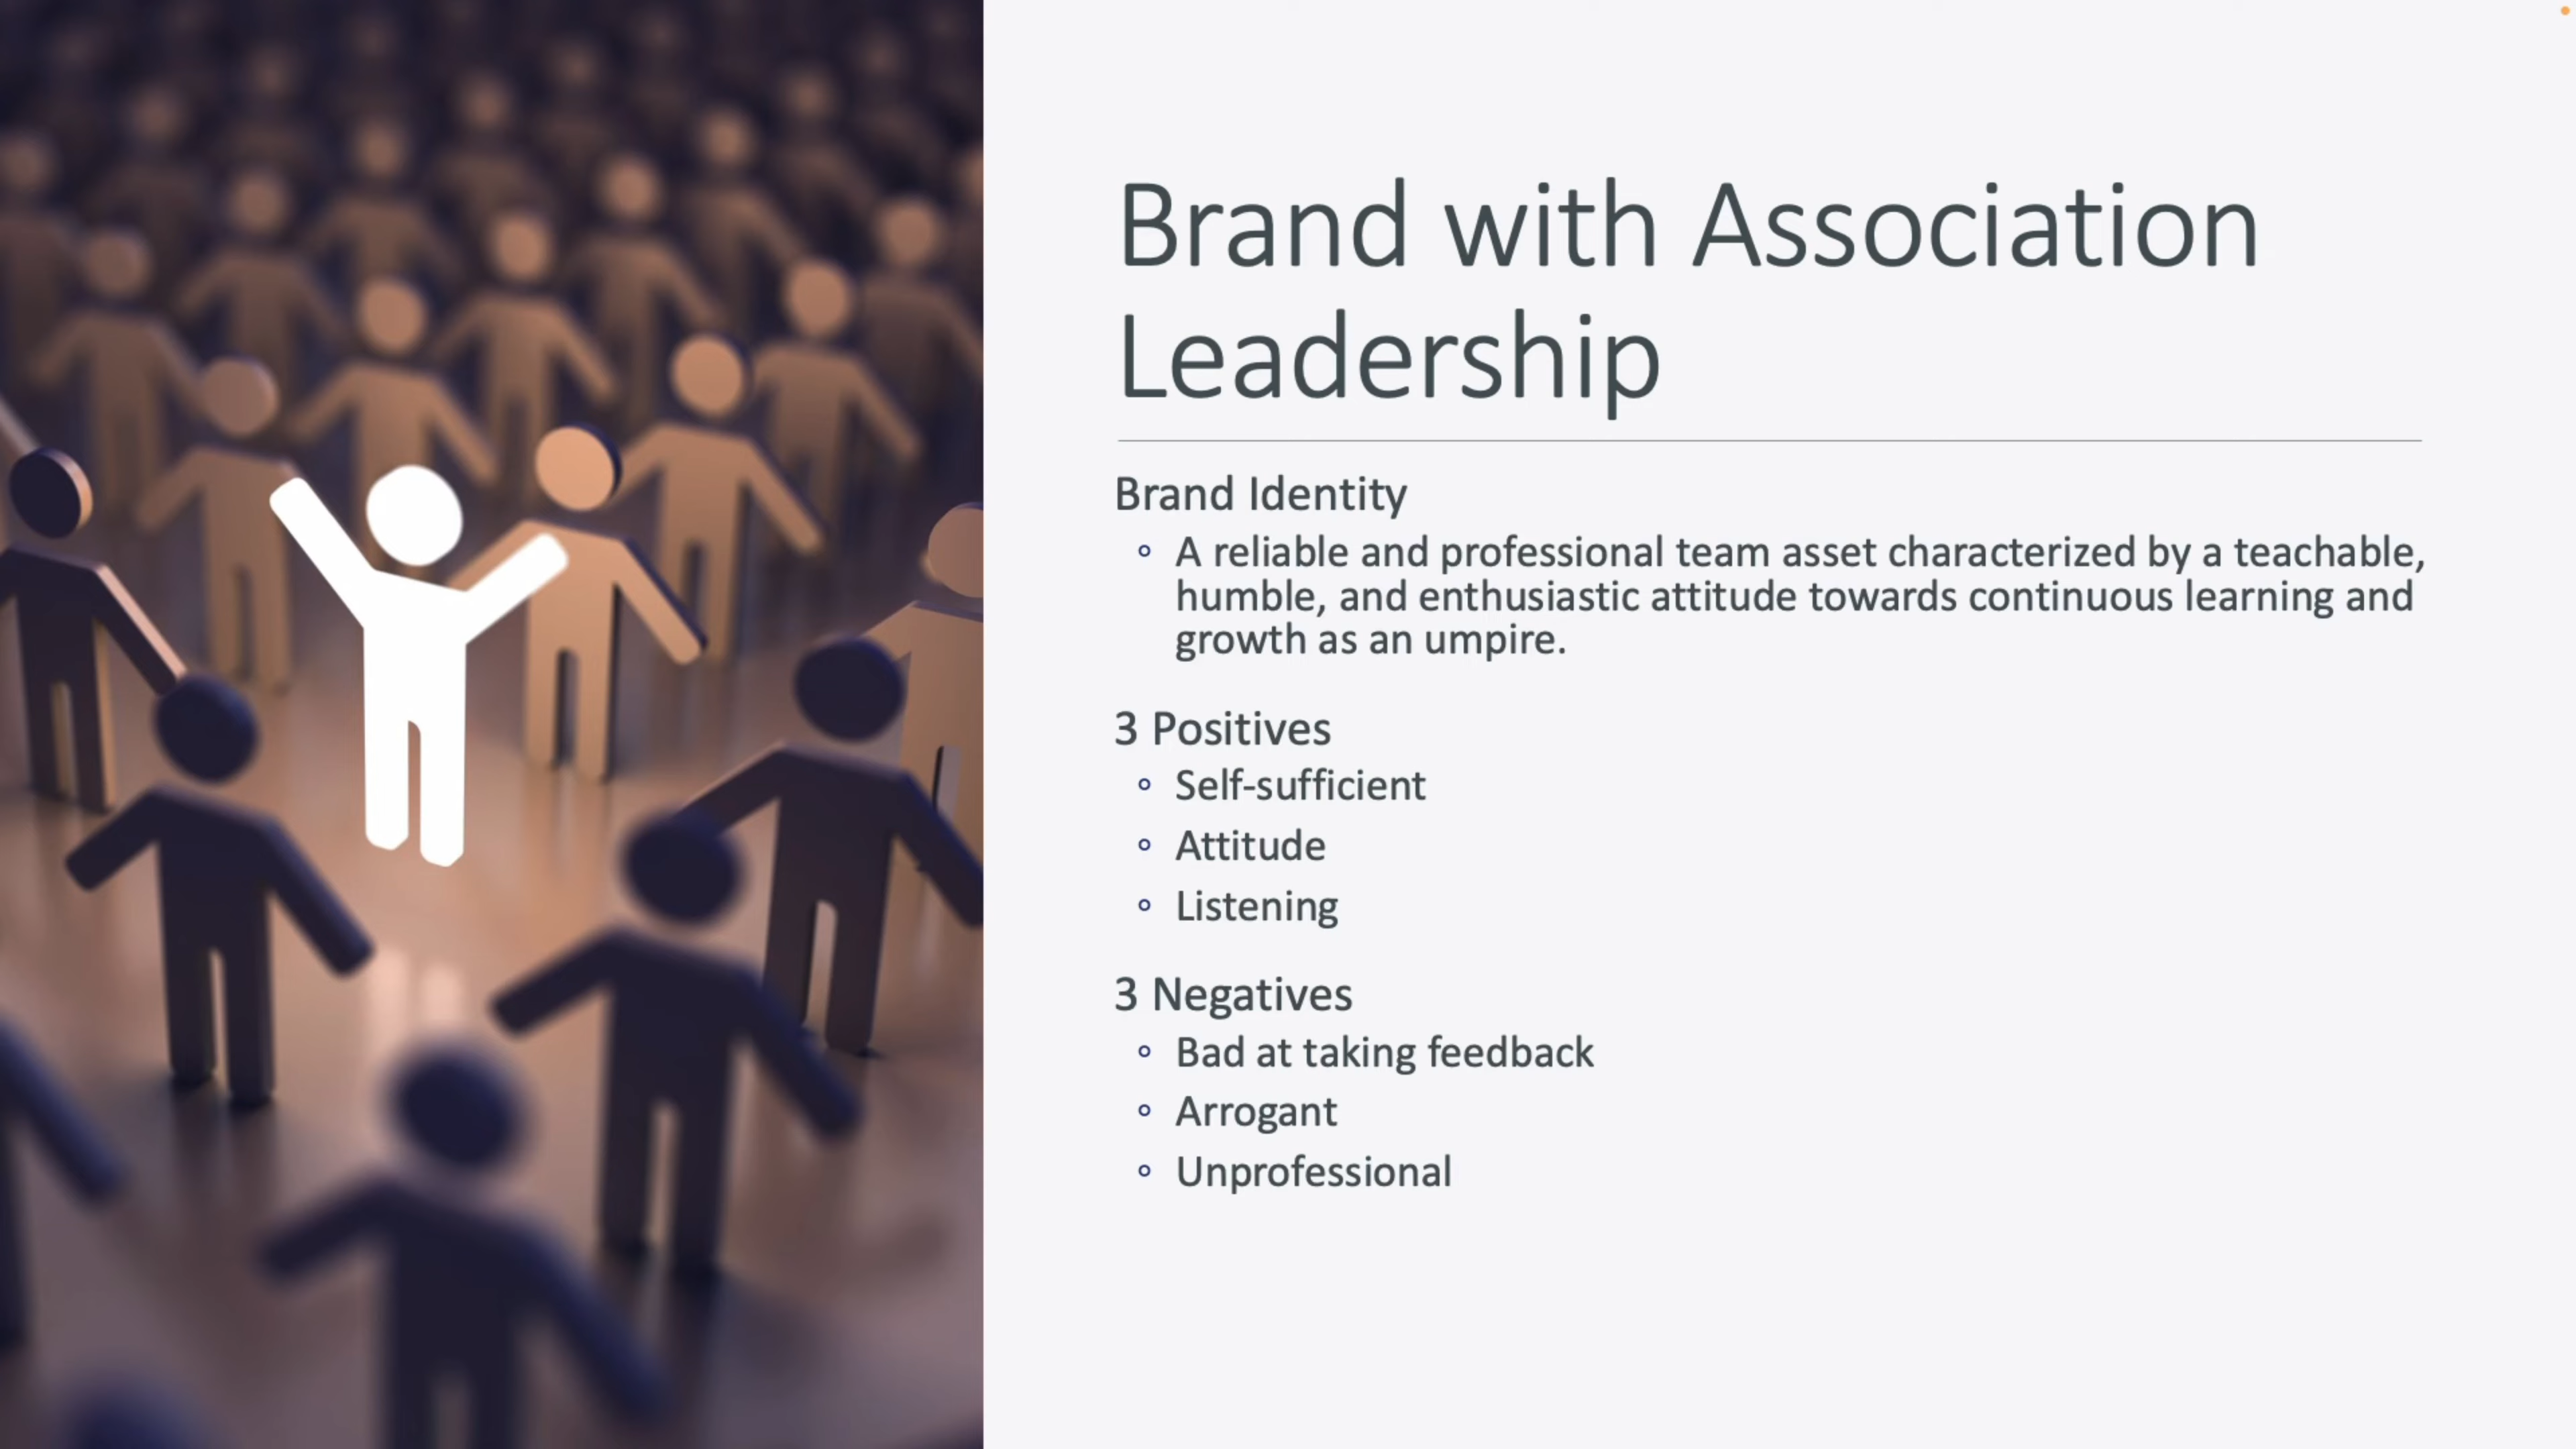 Brand with Association
Leadership
Brand Identity
◦ A reliable and professional team asset characterized by a teachable,
humble, and enthusiastic attitude towards continuous learning and
growth as an umpire.
3 Positives
◦ Self-sufficient
◦ Attitude
◦ Listening
3 Negatives
◦ Bad at taking feedback
◦ Arrogant
◦ Unprofessional